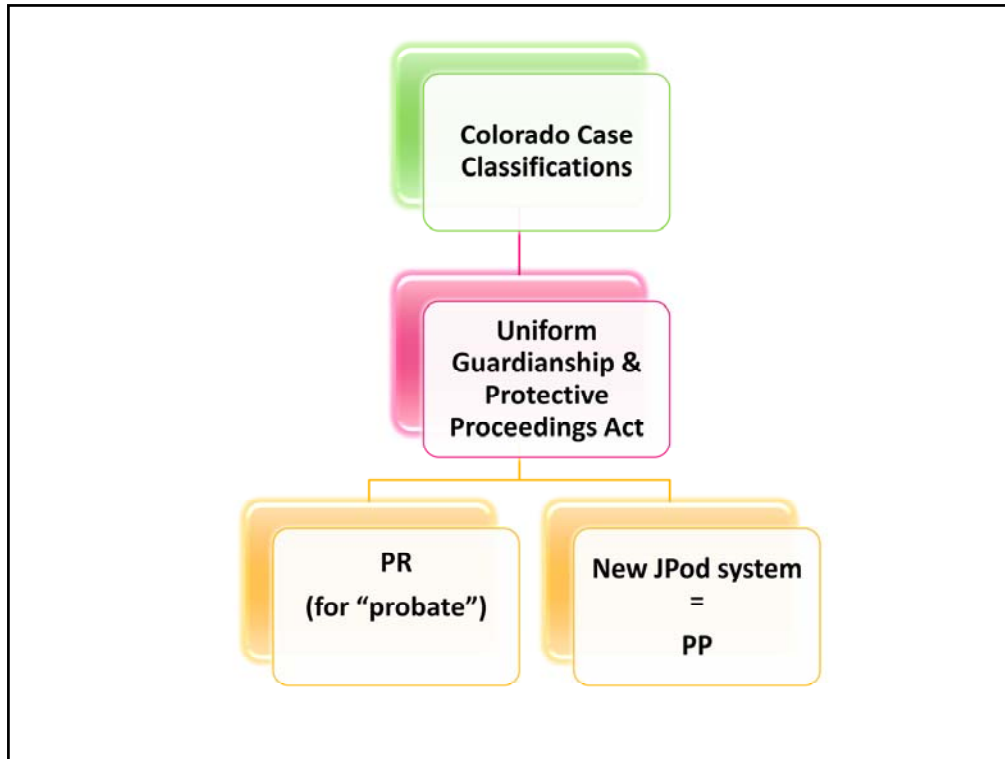 Colorado Case
Classifications
Uniform
Guardianship &
Protective
Proceedings Act
PR
(for “probate”)
New JPod system
=
PP